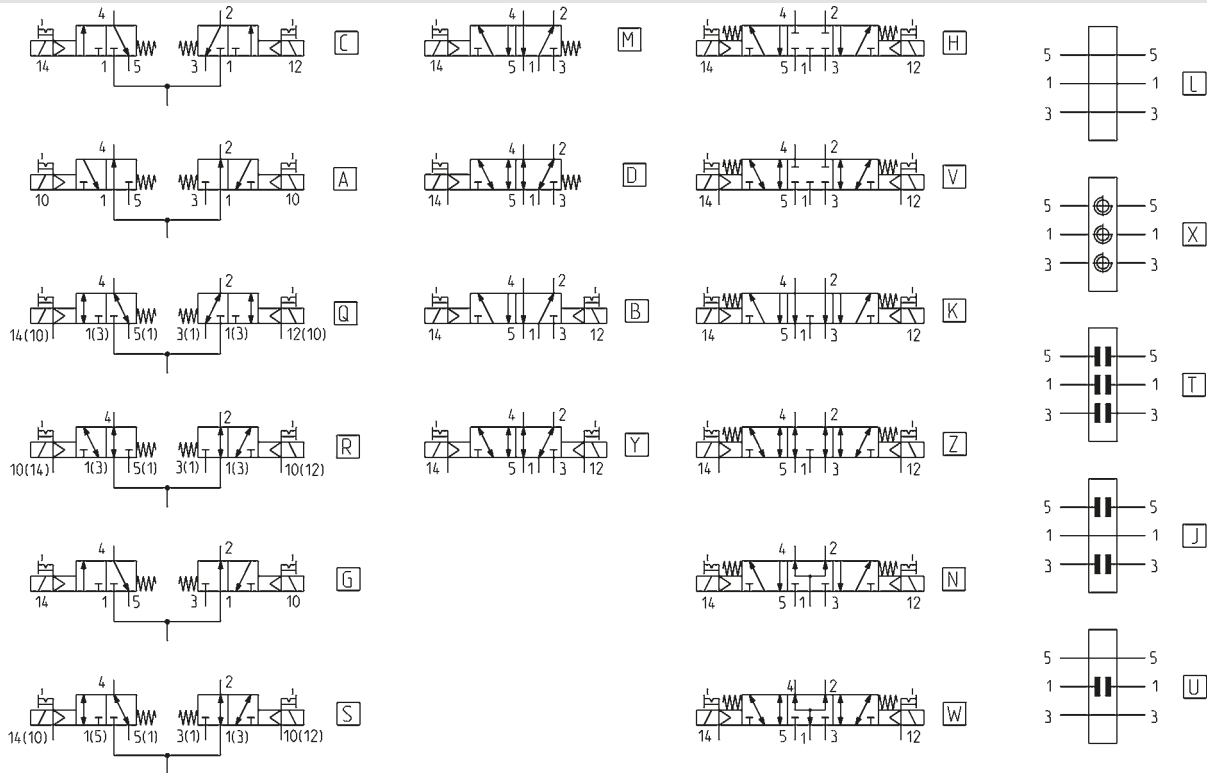 4 2 C
14 1 5 3 1 12
4 2 M
14 5 1 3
4 2 H
14 5 1 3 12
5 5
1 1 L
3 3
4 2 A
10 1 5 3 1 10
4 2 D
14 5 1 3
4 2 V
14 5 1 3 12
5 5
1 1 X
3 3
4 2 Q
14(10) 1(3) 5(1) 3(1) 1(3) 12(10)
4 2 B
14 5 1 3 12
4 2 K
14 5 1 3 12
5 5
1 1 T
3 3
4 2 R
10(14) 1(3) 5(1) 3(1) 1(3) 10(12)
4 2 Y
14 5 1 3 12
4 2 Z
14 5 1 3 12
5 5
1 1 J
3 3
4 2 G
14 1 5 3 1 10
4 2 N
14 5 1 3 12
5 5
1 1 U
3 3
4 2 S
14(10) 1(5) 5(1) 3(1) 1(3) 10(12)
4 2 W
14 5 1 3 12